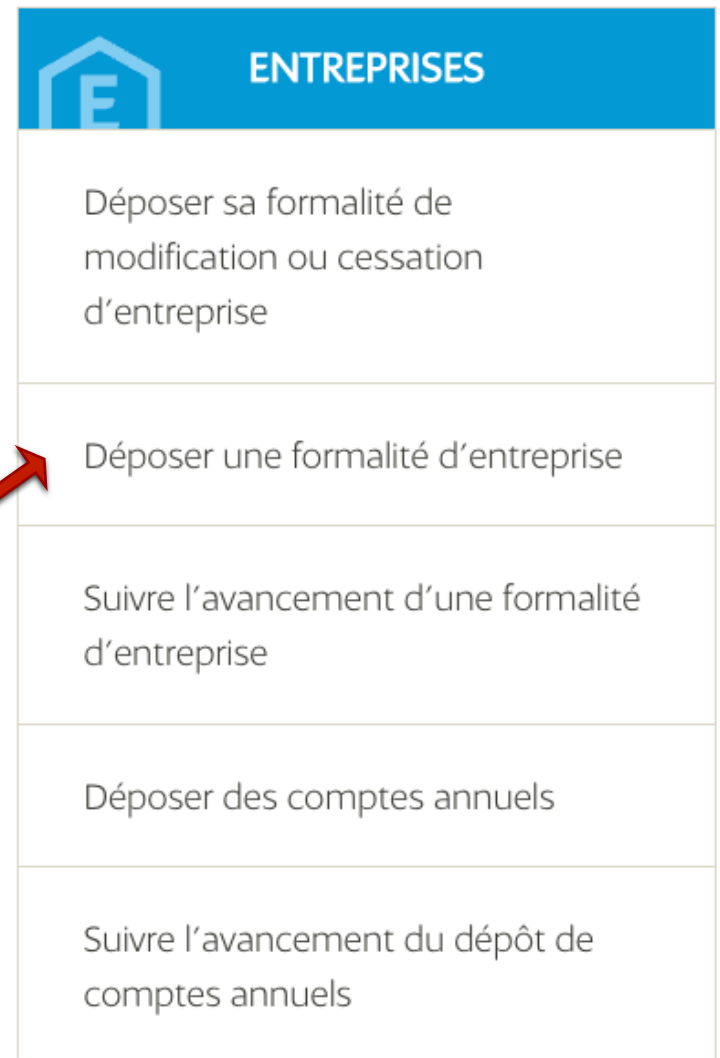 E
ENTREPRISES
Déposer sa formalité de
modification ou cessation
d’entreprise
Déposer une formalité d’entreprise
Suivre l’avancement d’une formalité
d’entreprise
Déposer des comptes annuels
Suivre l’avancement du dépôt de
comptes annuels